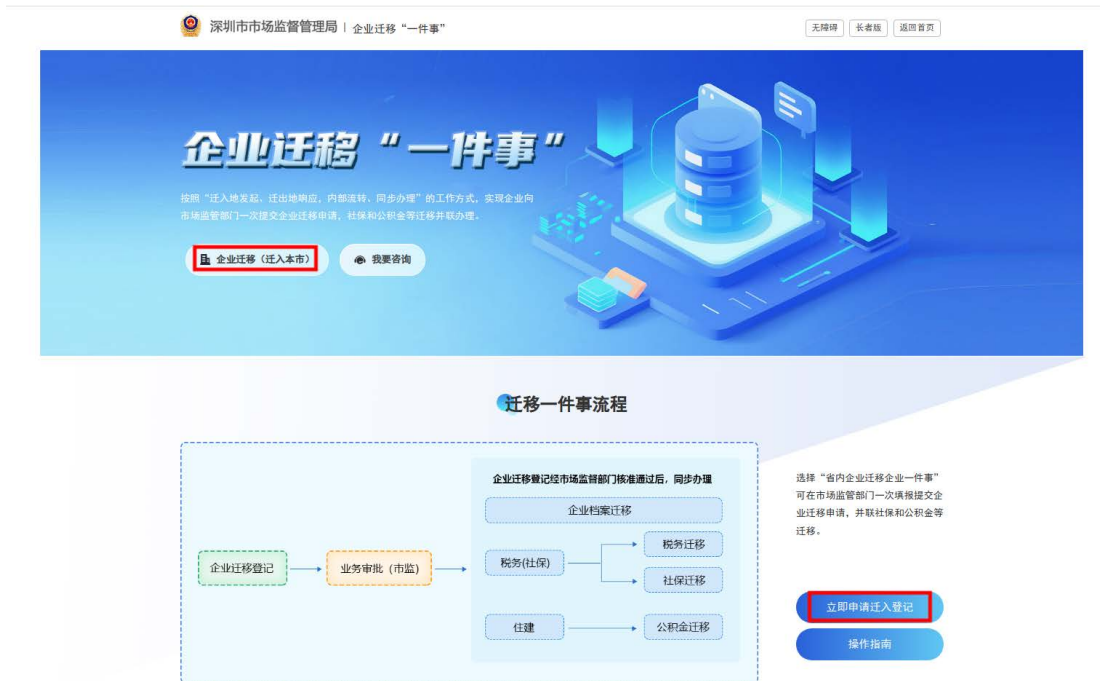 深圳市市场监督管理局 | 企业迁移“一件事”
无障碍 长者版 返回首页
企业迁移“一件事”
按照“迁入地发起、迁出地响应，内部流转、同步办理”的工作方式，实现企业向
市场监管部门一次提交企业迁移申请，社保和公积金等迁移并联办理。
企业迁移（迁入本市） 我要咨询
迁移一件事流程
企业迁移登记经市场监督部门核准通过后，同步办理
企业档案迁移
企业迁移登记
业务审批（市监）
税务(社保)
税务迁移
社保迁移
住建
公积金迁移
选择“省内企业迁移企业一件事”
可在市场监管部门一次填报提交企
业迁移申请，并联社保和公积金等
迁移。
立即申请迁入登记
操作指南